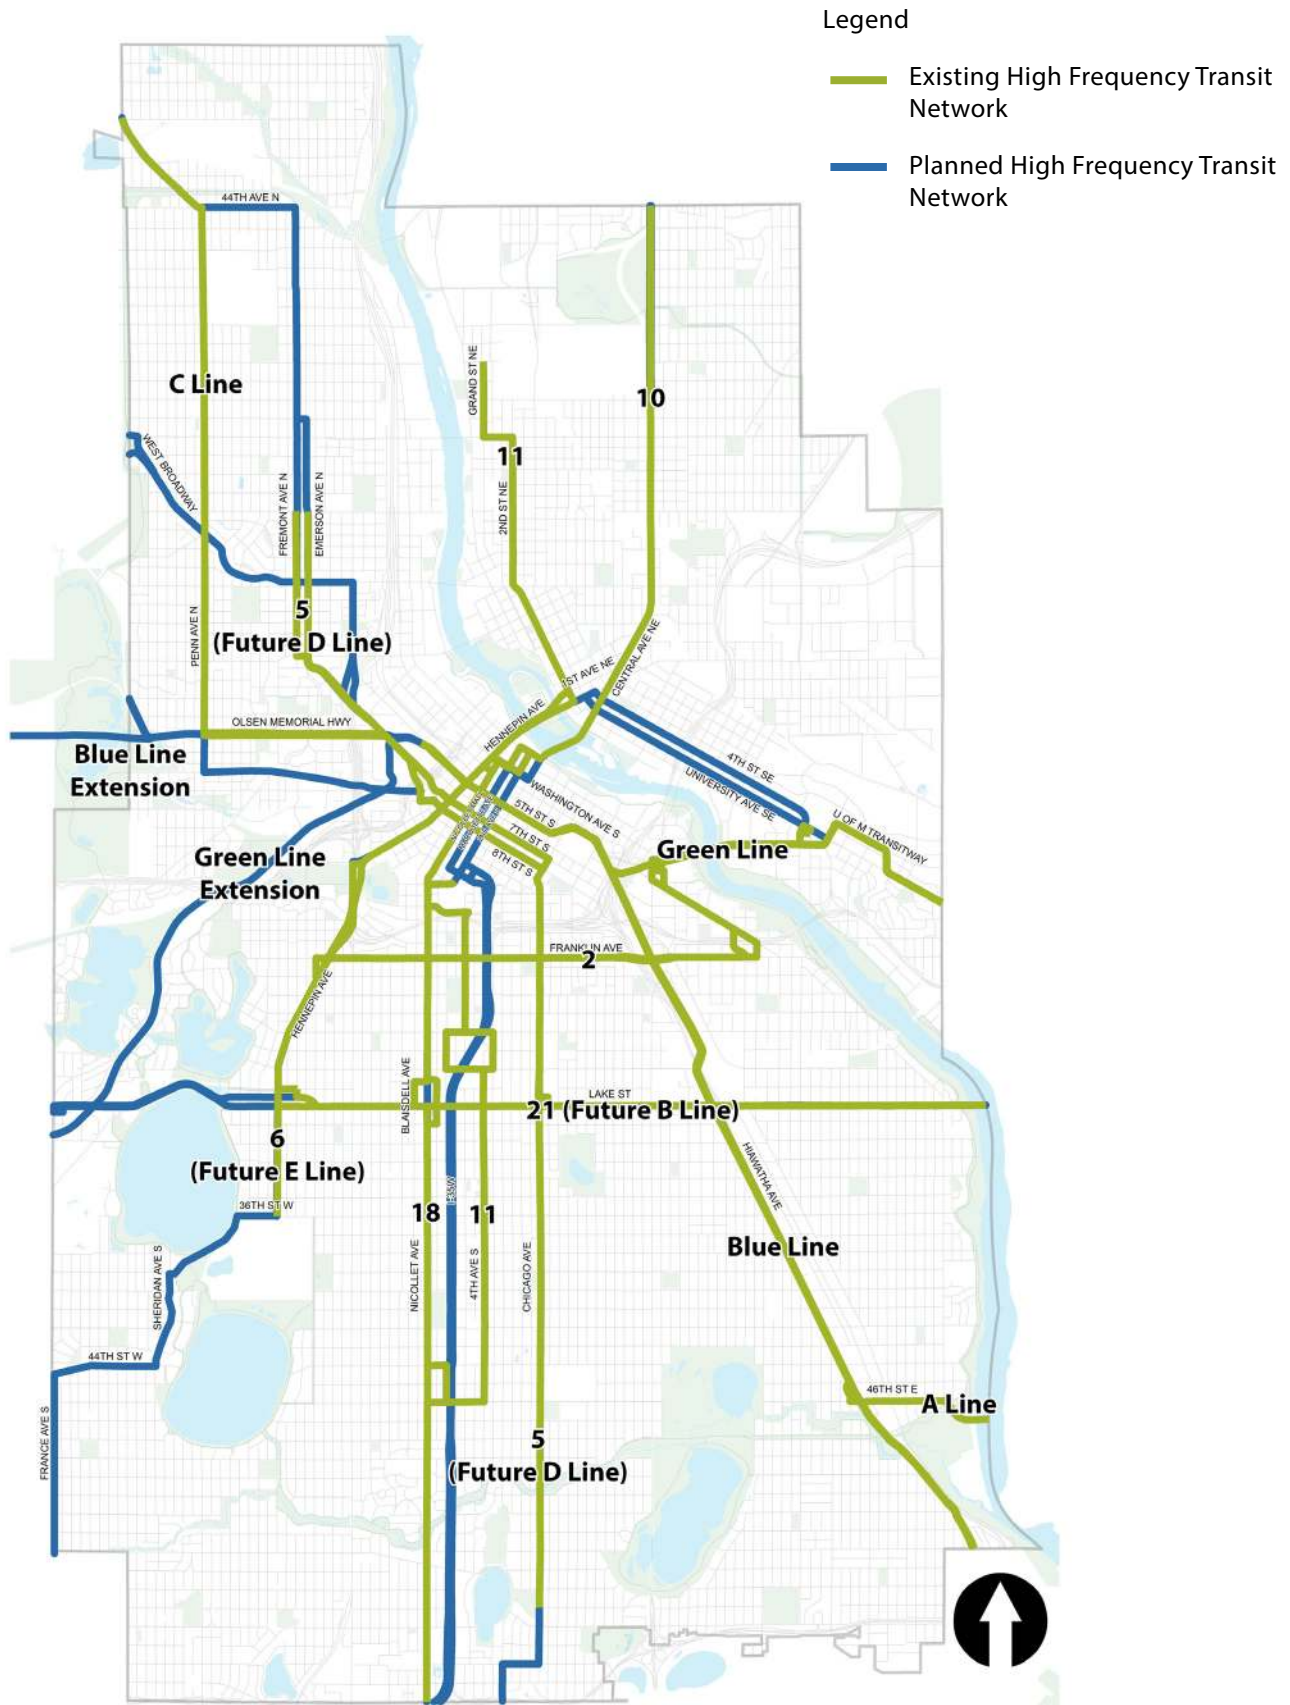 Legend
Existing High Frequency Transit
Network
Planned High Frequency Transit
Network
44TH AVE N
C Line
GRAND ST NE
10
11
WEST BROADWAY
FREMONT AVE N
EMERSON AVE N
2ND ST NE
5
(Future D Line)
PENN AVE N
1ST AVE NE
CENTRAL AVE NE
OLSEN MEMORIAL HWY
HENNEPIN AVE
Blue Line
Extension
4TH ST SE
UNIVERSITY AVE SE
WASHINGTON AVE S
5TH ST S
7TH ST S
8TH ST S
U OF M TRANSITWAY
Green Line
Green Line
Extension
FRANKLIN AVE
2
HENNEPIN AVE
BLAISDELL AVE
LAKE ST
21 (Future B Line)
6
(Future E Line)
HIAWATHA AVE
I-35W
36TH ST W
18
11
Blue Line
SHERIDAN AVE S
NICOLLET AVE
4TH AVE S
CHICAGO AVE
44TH ST W
46TH ST E
A Line
FRANCE AVE S
5
(Future D Line)